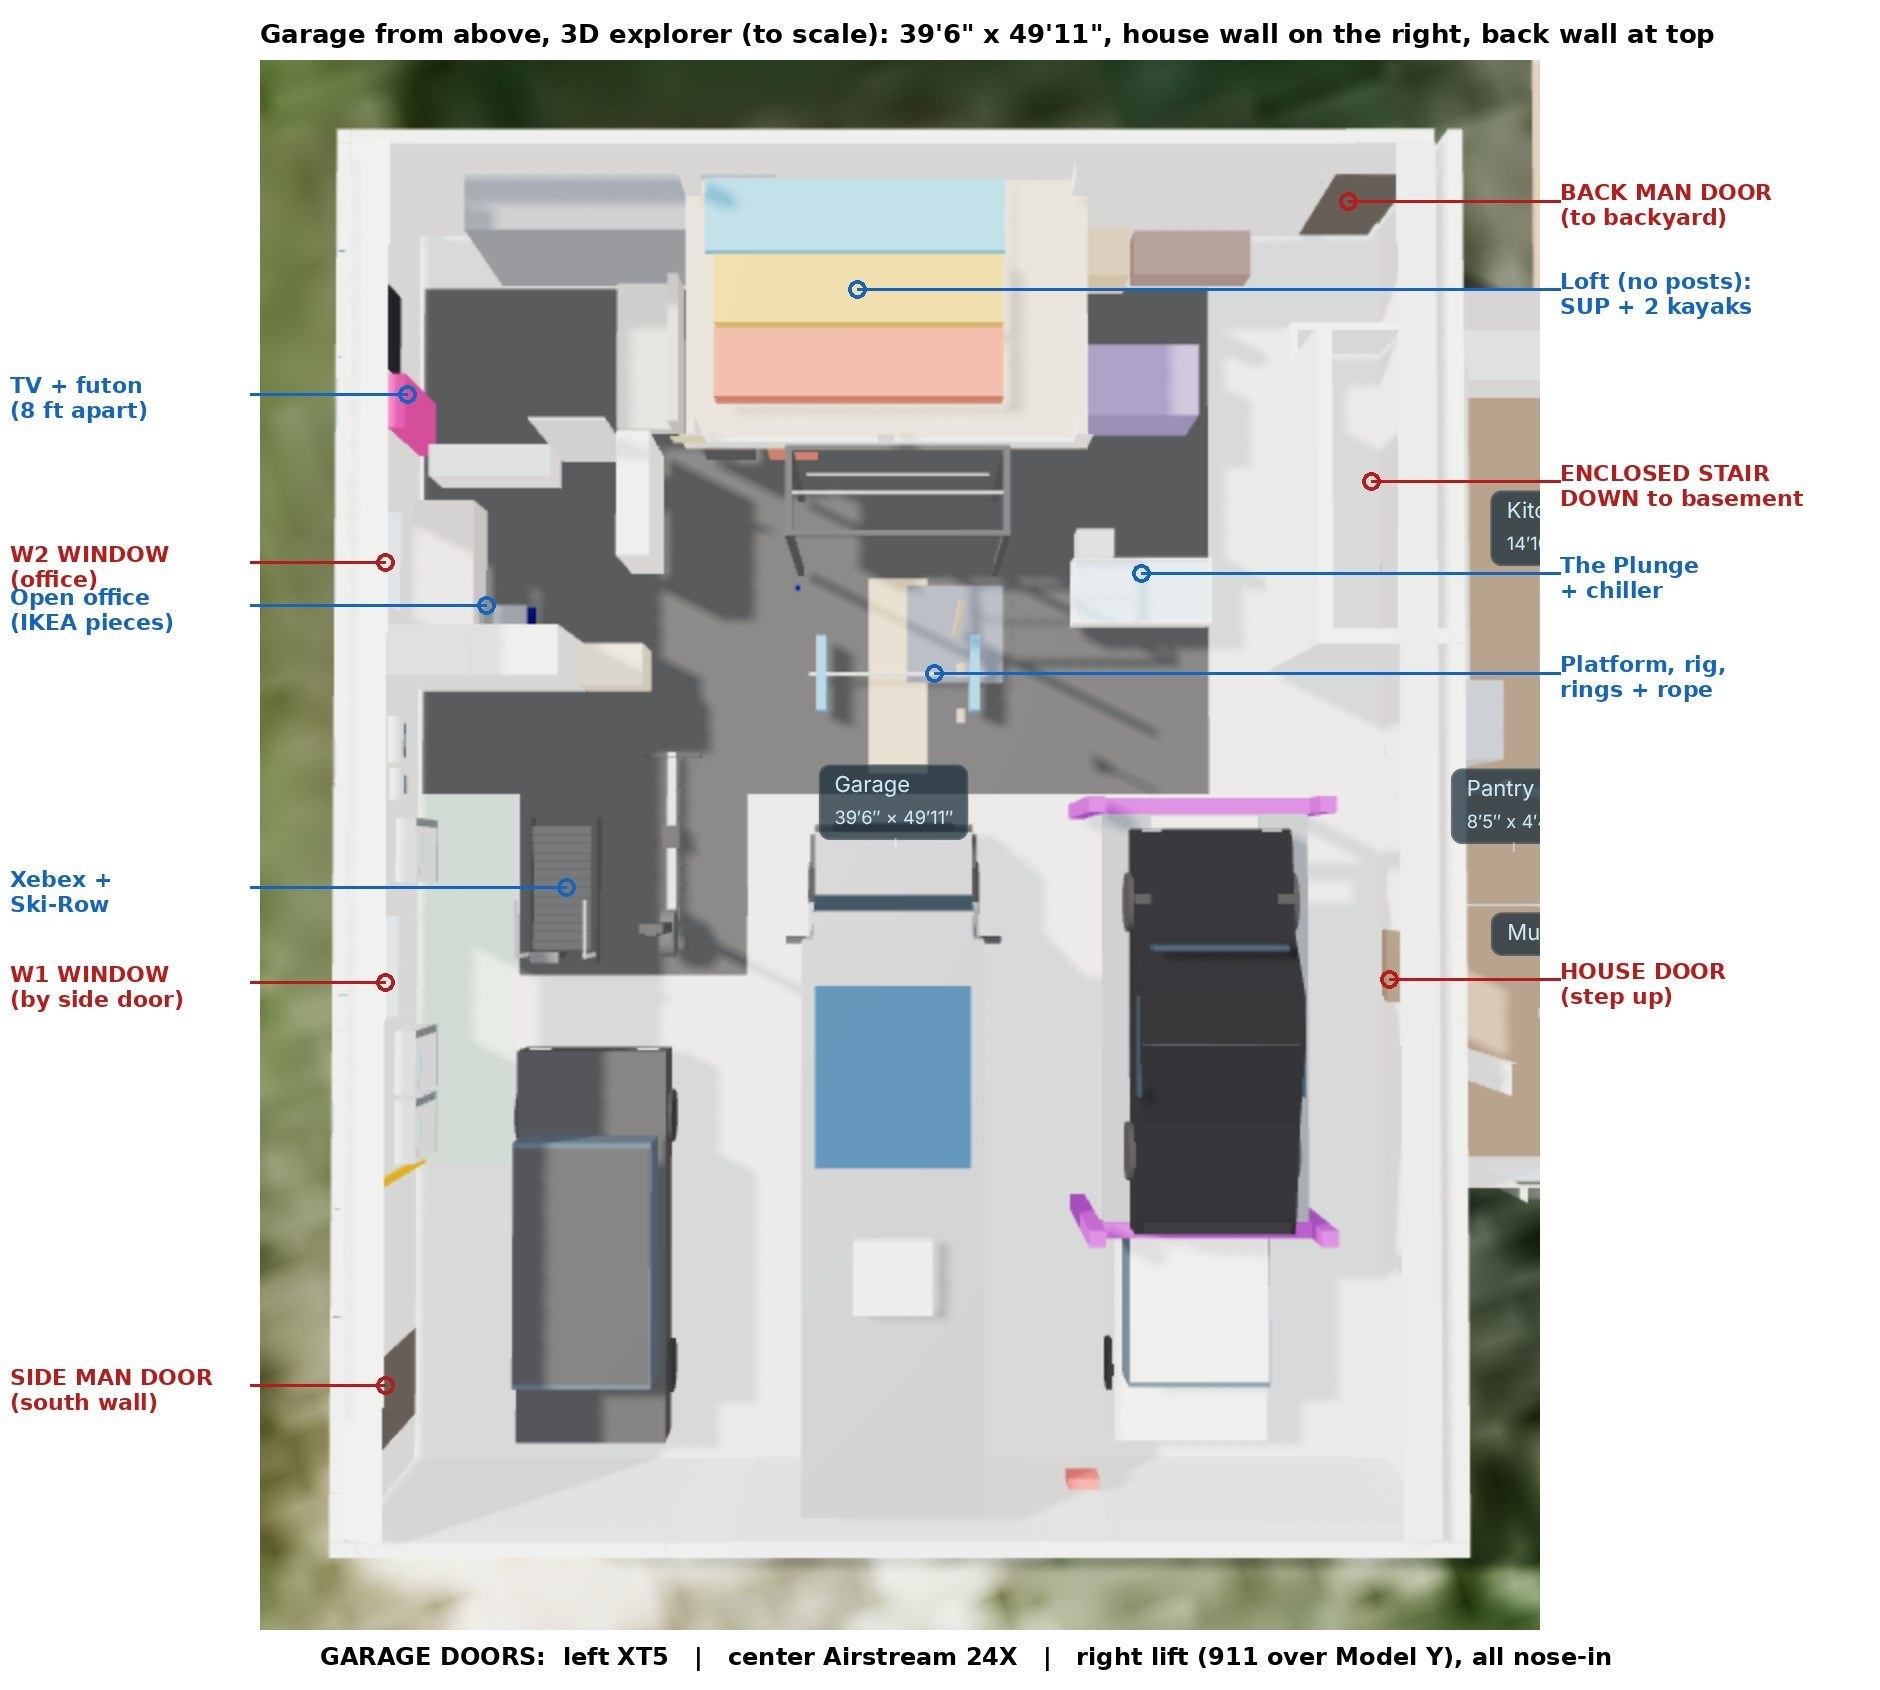 Garage from above, 3D explorer (to scale): 39'6" x 49'11", house wall on the right, back wall at top
BACK MAN DOOR
(to backyard)
Loft (no posts):
SUP + 2 kayaks
TV + futon
(8 ft apart)
ENCLOSED STAIR
DOWN to basement
Kitc
14'1
W2 WINDOW
(office)
Open office
(IKEA pieces)
The Plunge
+ chiller
Platform, rig,
rings + rope
Garage
39'6" × 49'11"
Pantry
8'5" x 4'
Xebex +
Ski-Row
Mu
W1 WINDOW
(by side door)
HOUSE DOOR
(step up)
SIDE MAN DOOR
(south wall)
GARAGE DOORS:  left XT5   |   center Airstream 24X   |   right lift (911 over Model Y), all nose-in